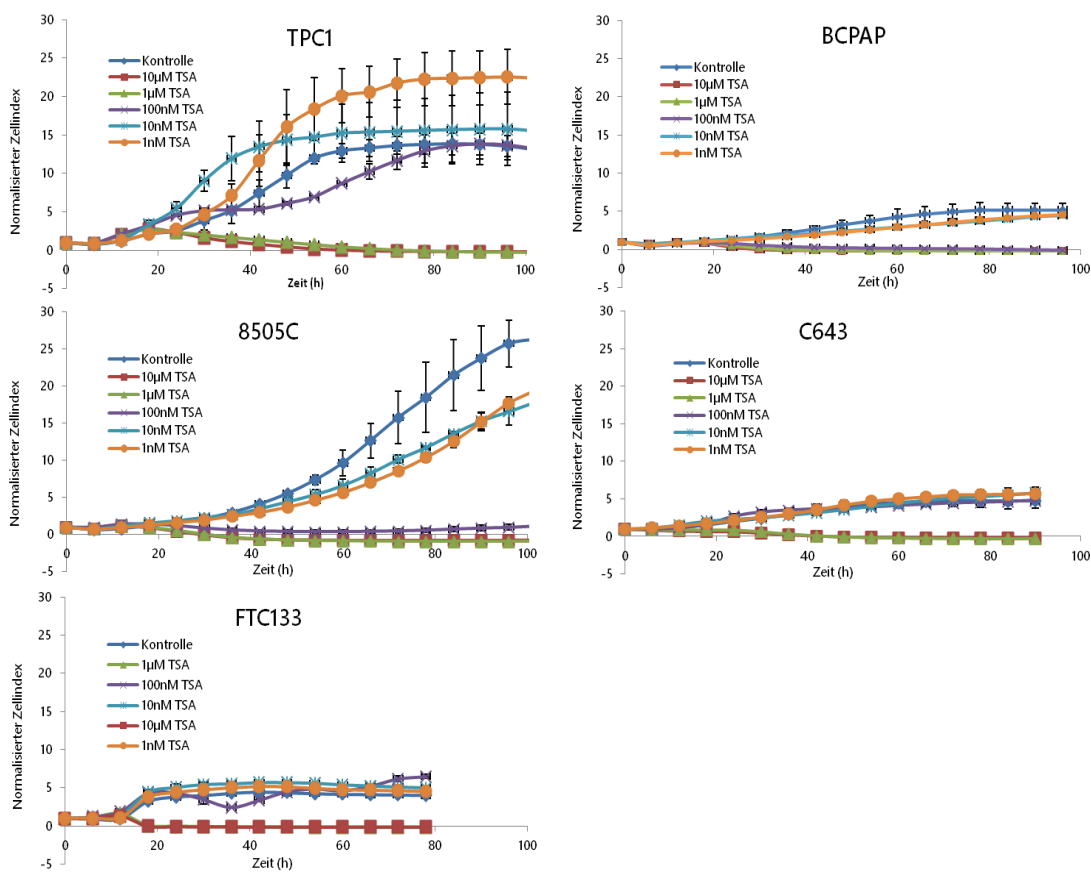 TPC1
Normalisierter Zellindex
30
25
20
15
10
5
0
-5
Kontrolle
10µM TSA
1µM TSA
100nM TSA
10nM TSA
1nM TSA
0
20
40
60
80
100
Zeit (h)
BCPAP
Normalisierter Zellindex
30
25
20
15
10
5
0
-5
Kontrolle
10µM TSA
1µM TSA
100nM TSA
10nM TSA
1nM TSA
0
20
40
60
80
100
Zeit (h)
8505C
Normalisierter Zellindex
30
25
20
15
10
5
0
-5
Kontrolle
10µM TSA
1µM TSA
100nM TSA
10nM TSA
1nM TSA
0
20
40
60
80
100
Zeit (h)
C643
Normalisierter Zellindex
30
25
20
15
10
5
0
-5
Kontrolle
10µM TSA
1µM TSA
100nM TSA
10nM TSA
1nM TSA
0
20
40
60
80
100
Zeit (h)
FTC133
Normalisierter Zellindex
30
25
20
15
10
5
0
-5
Kontrolle
1µM TSA
100nM TSA
10nM TSA
10µM TSA
1nM TSA
0
20
40
60
80
100
Zeit (h)